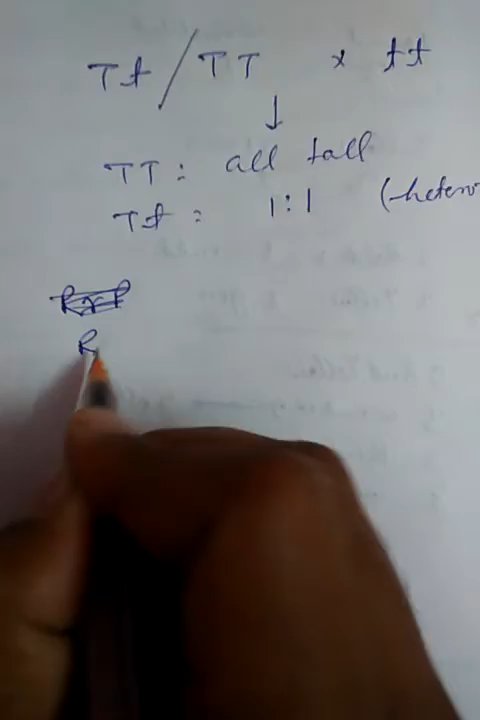 Tt / TT × tt
↓
TT : all tall
Tt : 1:1 (hetero
R